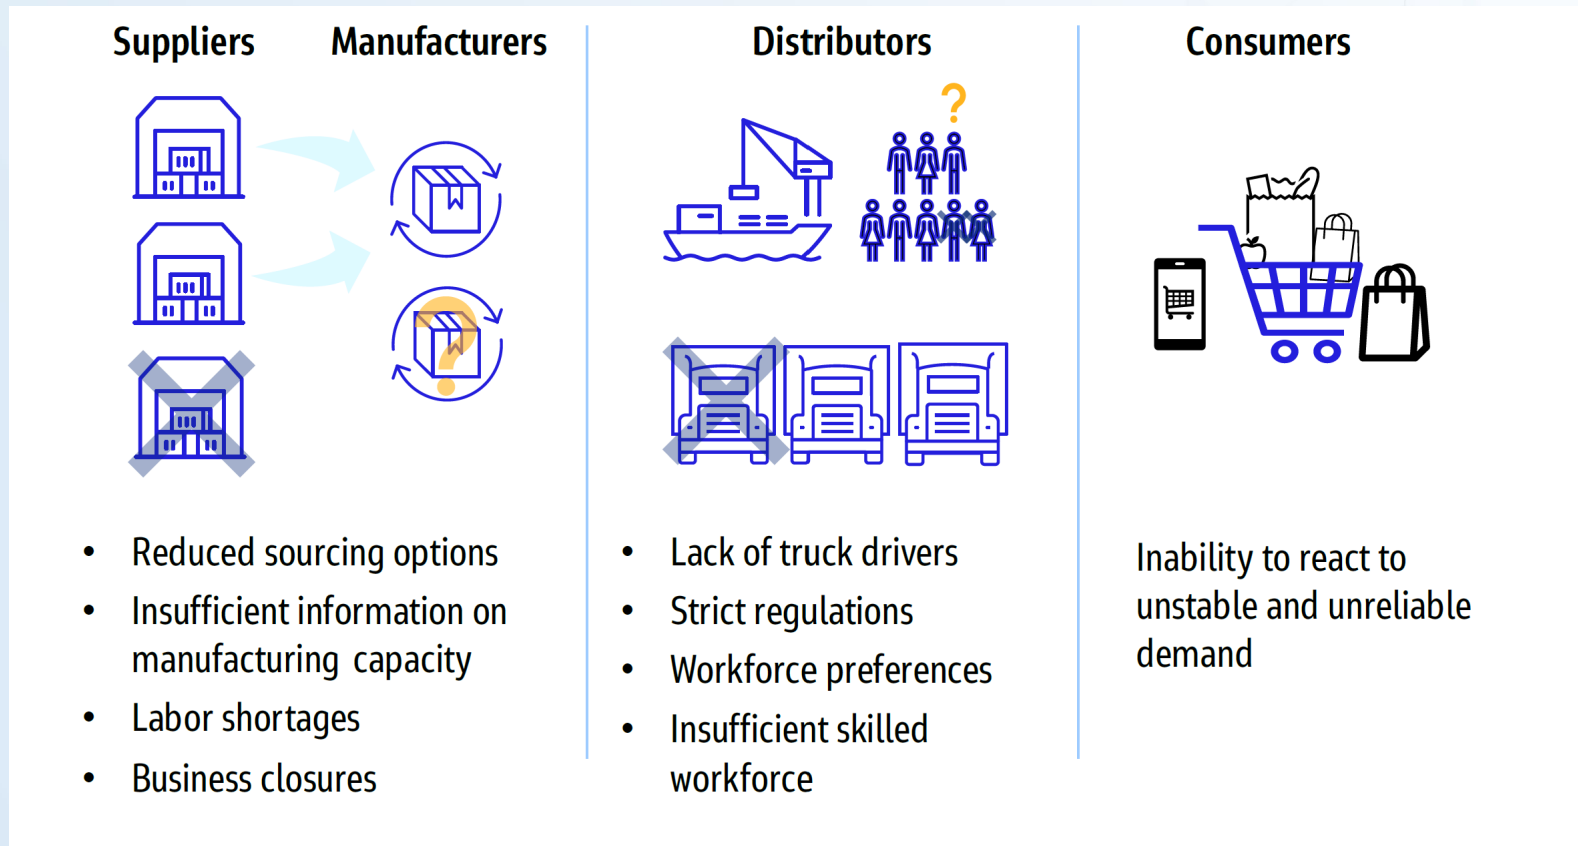 Suppliers
Manufacturers
• Reduced sourcing options
• Insufficient information on
manufacturing capacity
• Labor shortages
• Business closures
Distributors
?
• Lack of truck drivers
• Strict regulations
• Workforce preferences
• Insufficient skilled
workforce
Consumers
Inability to react to
unstable and unreliable
demand